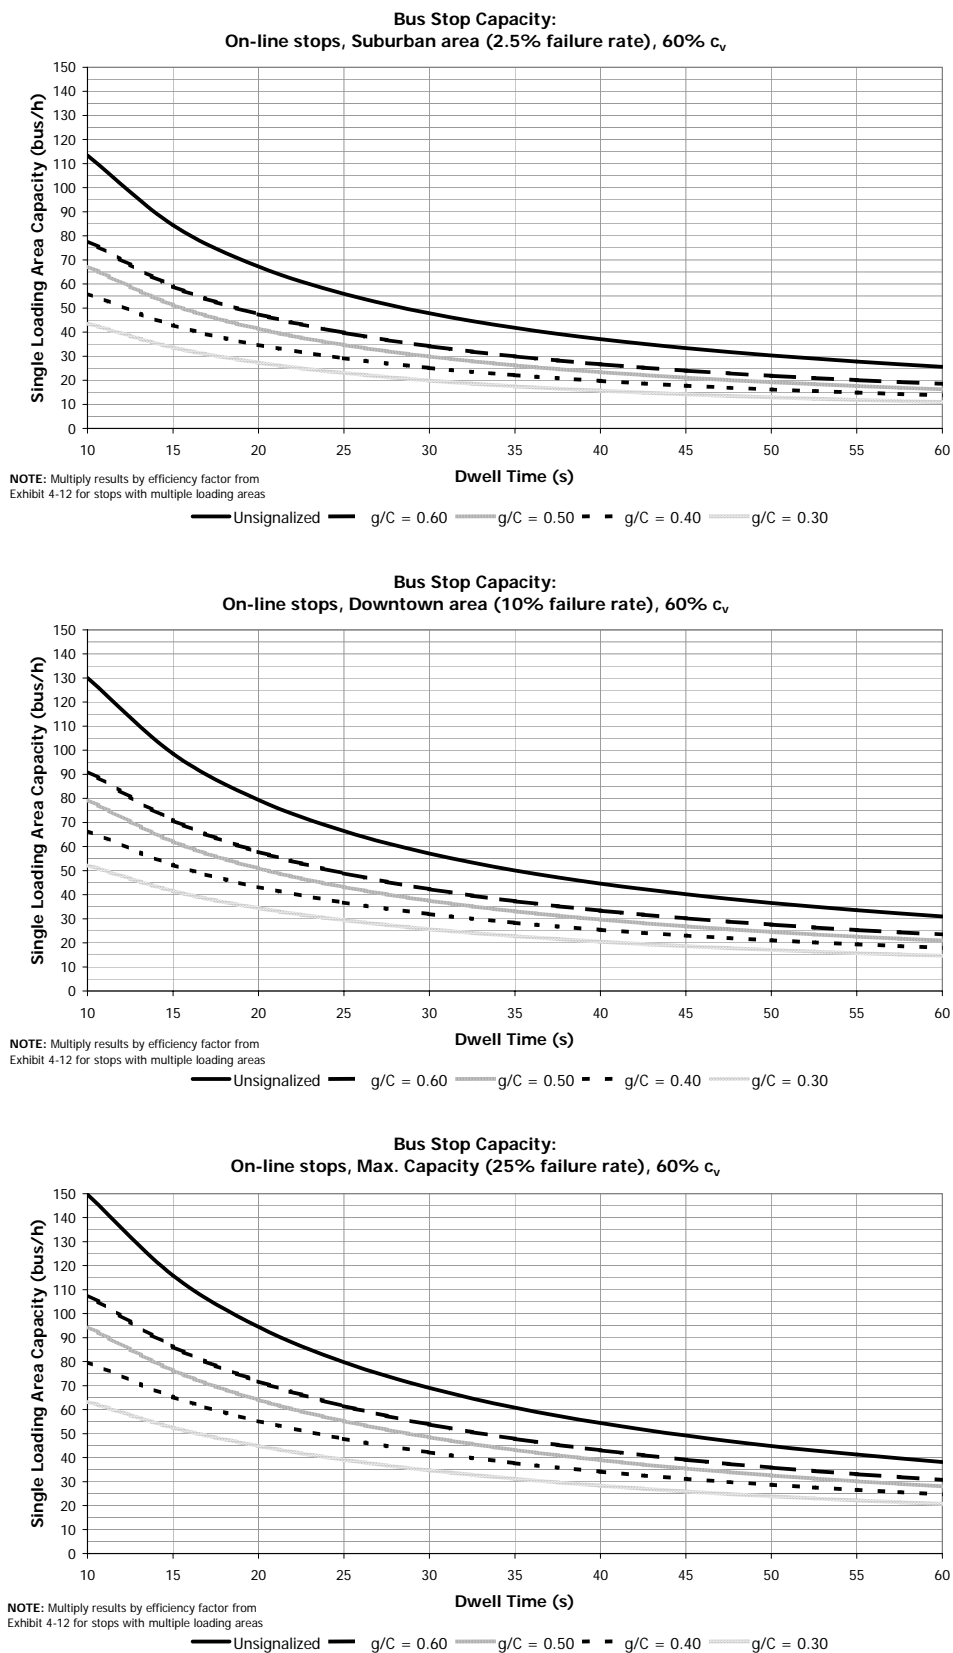 Bus Stop Capacity:
On-line stops, Suburban area (2.5% failure rate), 60% cv
Single Loading Area Capacity (bus/h)
150
140
130
120
110
100
90
80
70
60
50
40
30
20
10
0
10 15 20 25 30 35 40 45 50 55 60
Dwell Time (s)
NOTE: Multiply results by efficiency factor from
Exhibit 4-12 for stops with multiple loading areas
Unsignalized g/C = 0.60 g/C = 0.50 g/C = 0.40 g/C = 0.30
Bus Stop Capacity:
On-line stops, Downtown area (10% failure rate), 60% cv
Single Loading Area Capacity (bus/h)
150
140
130
120
110
100
90
80
70
60
50
40
30
20
10
0
10 15 20 25 30 35 40 45 50 55 60
Dwell Time (s)
NOTE: Multiply results by efficiency factor from
Exhibit 4-12 for stops with multiple loading areas
Unsignalized g/C = 0.60 g/C = 0.50 g/C = 0.40 g/C = 0.30
Bus Stop Capacity:
On-line stops, Max. Capacity (25% failure rate), 60% cv
Single Loading Area Capacity (bus/h)
150
140
130
120
110
100
90
80
70
60
50
40
30
20
10
0
10 15 20 25 30 35 40 45 50 55 60
Dwell Time (s)
NOTE: Multiply results by efficiency factor from
Exhibit 4-12 for stops with multiple loading areas
Unsignalized g/C = 0.60 g/C = 0.50 g/C = 0.40 g/C = 0.30